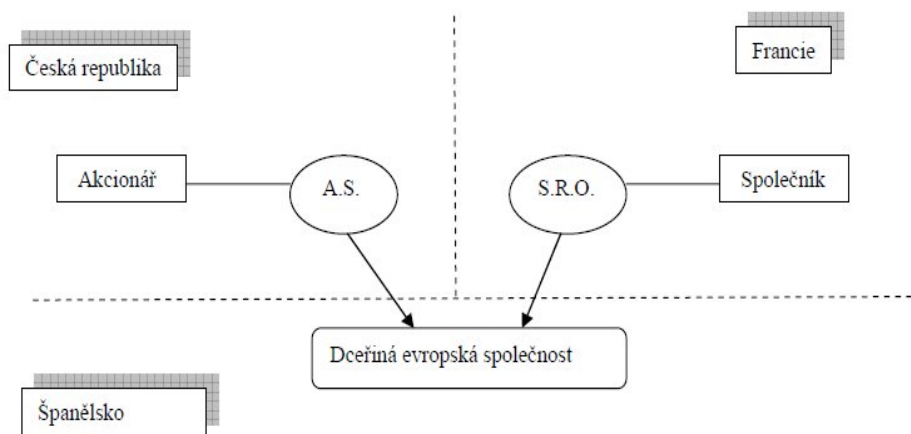 Česká republika
Francie
Akcionář
A.S.
S.R.O.
Společník
Dceřiná evropská společnost
Španělsko